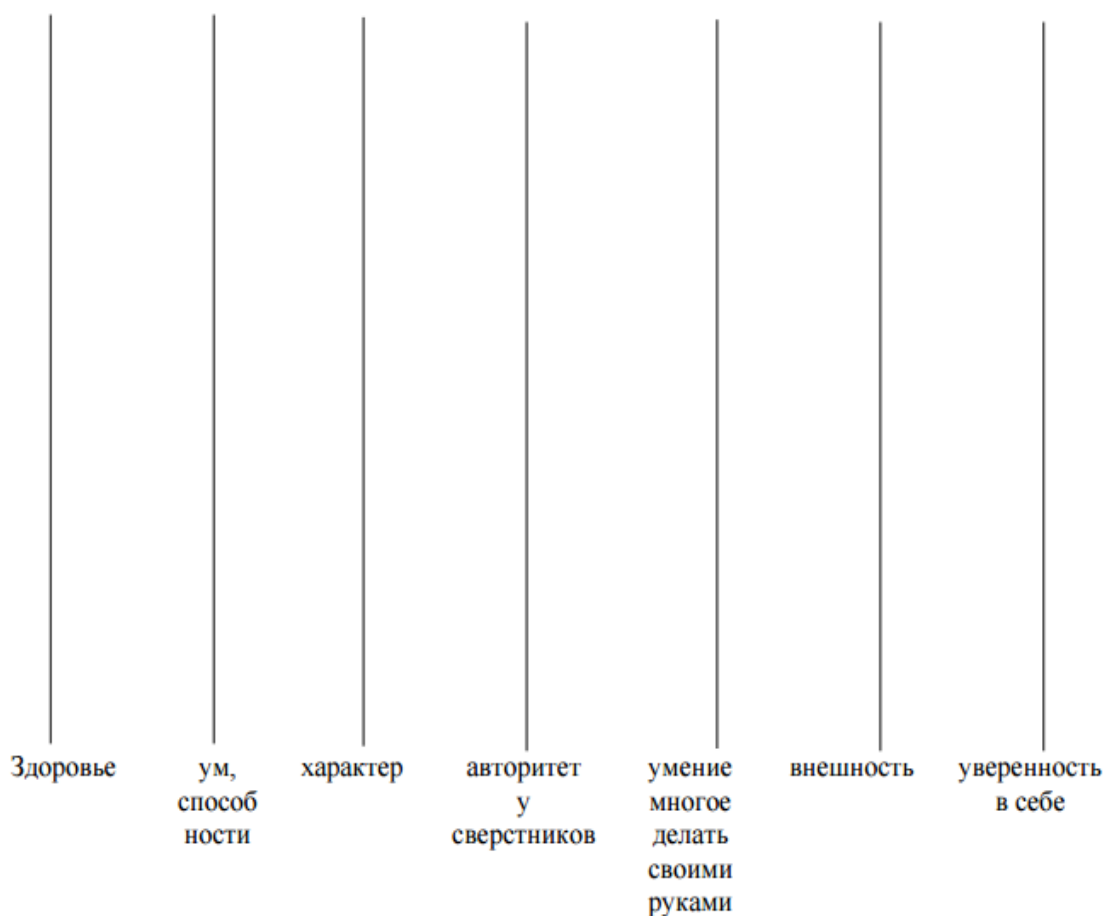 Здоровье
ум,
способ
ности
характер
авторитет
у
сверстников
умение
многое
делать
своими
руками
внешность
уверенность
в себе